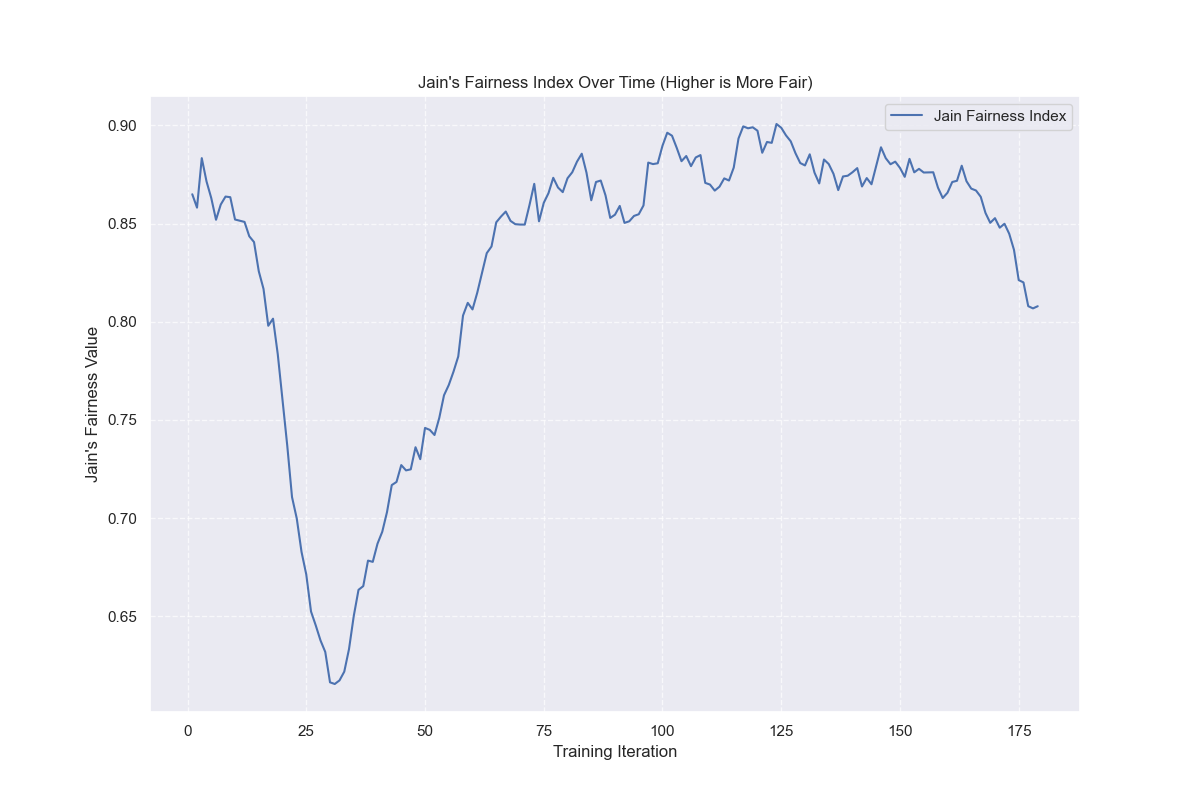 Jain's Fairness Index Over Time (Higher is More Fair)
Jain Fairness Index
0.90
0.85
0.80
0.75
0.70
0.65
Jain's Fairness Value
0 25 50 75 100 125 150 175
Training Iteration